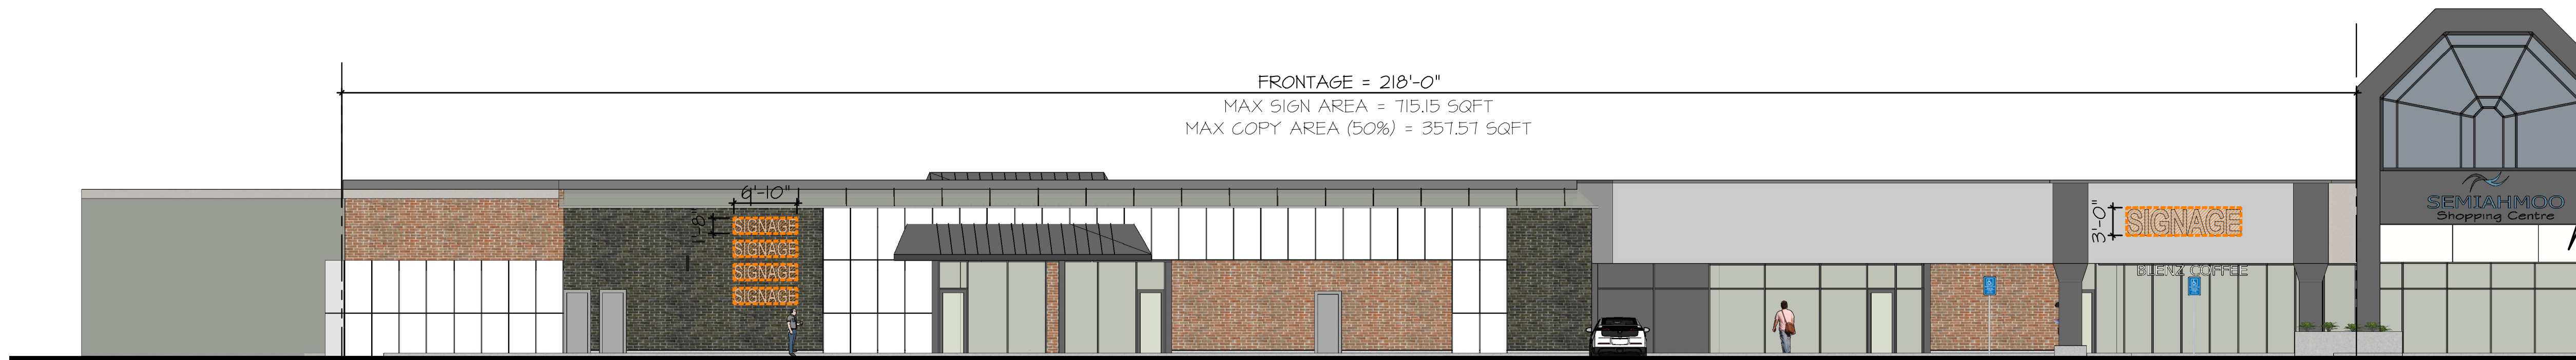 FRONTAGE = 218'-0"
MAX SIGN AREA = 715.15 SQFT
MAX COPY AREA (50%) = 357.57 SQFT
6'-10"
1'-8"
SIGNAGE
SIGNAGE
SIGNAGE
SIGNAGE
3'-0"
SIGNAGE
BLENZ COFFEE
SEMIAHMOO
Shopping Centre